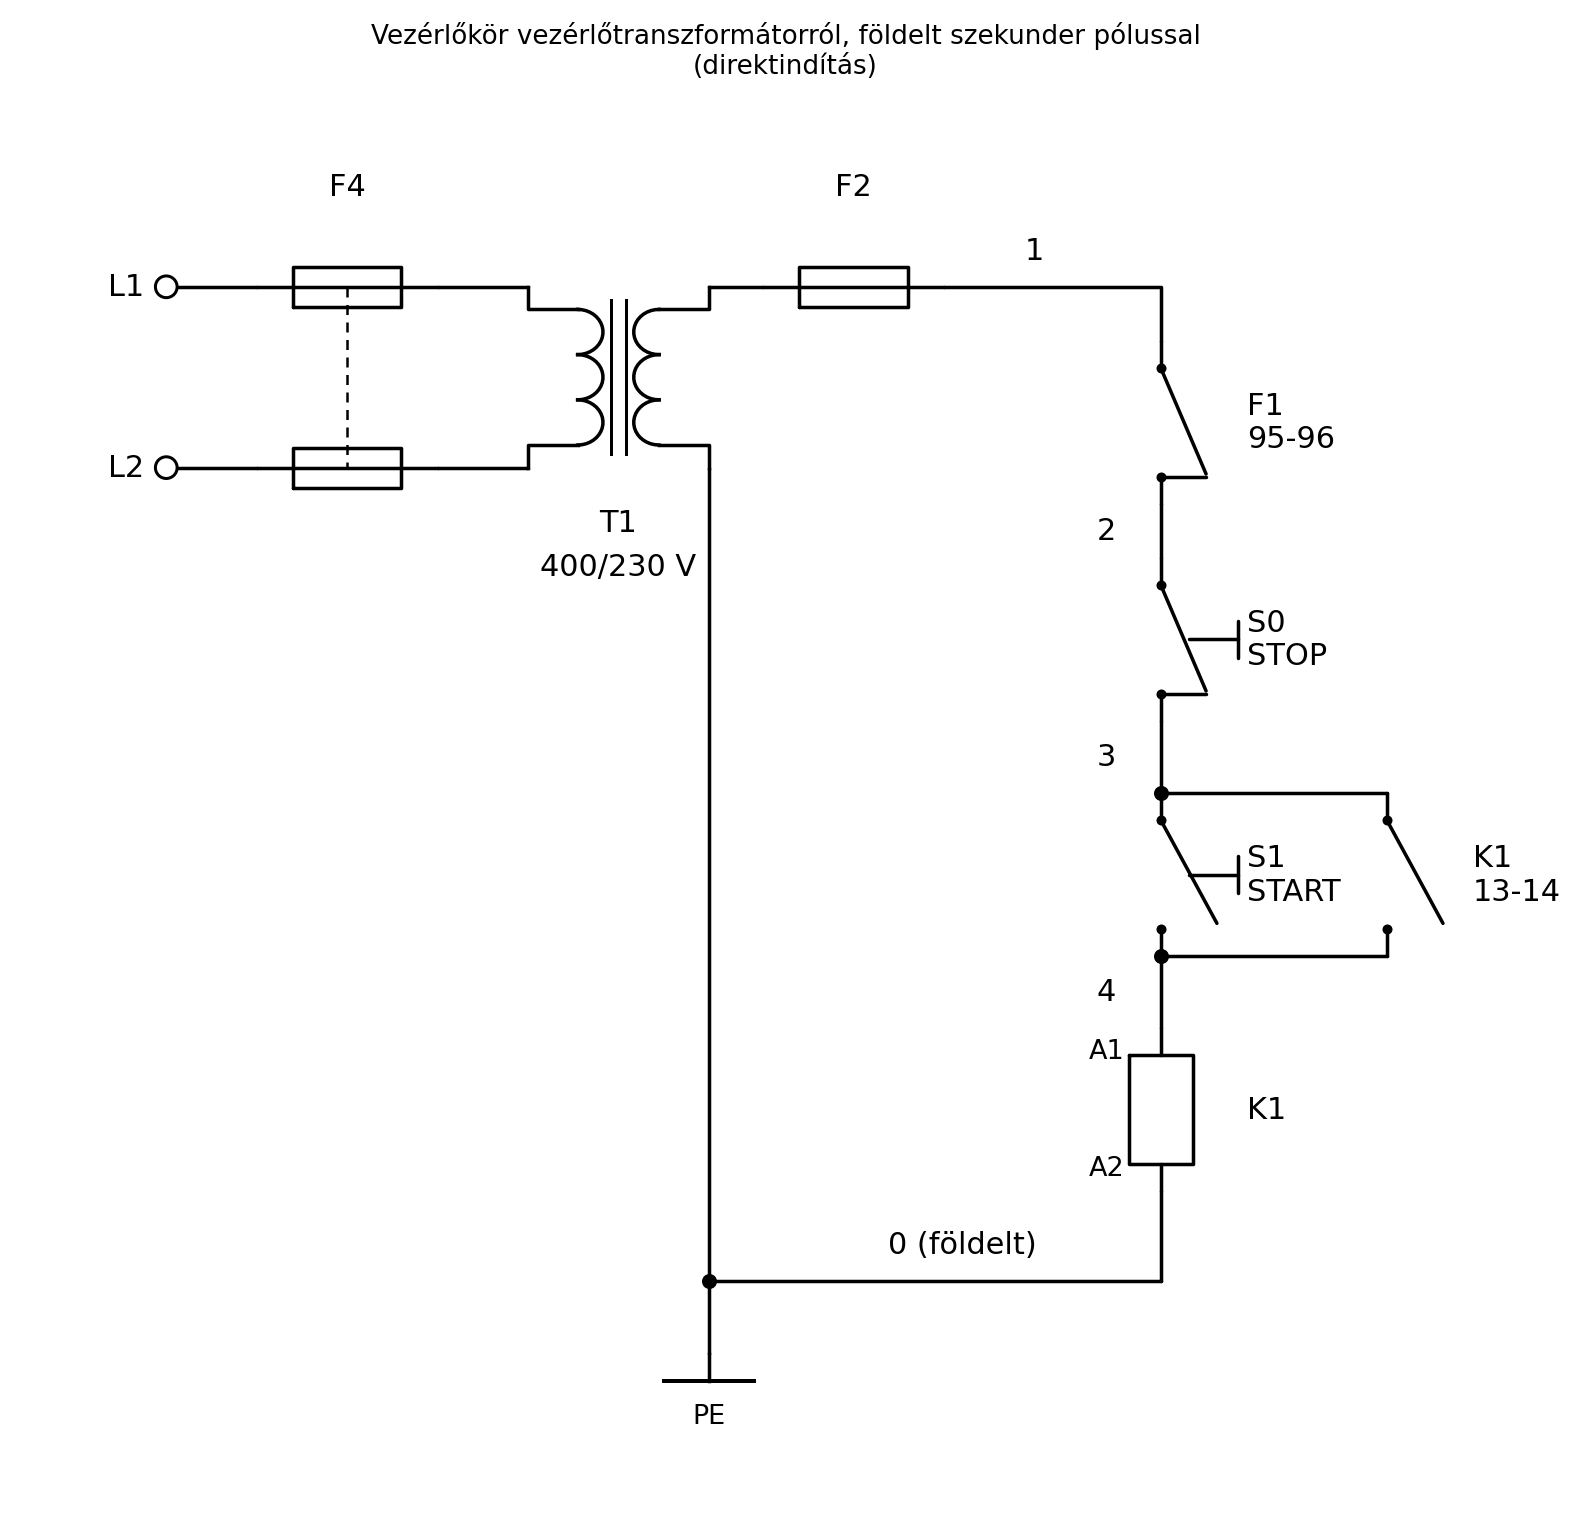 Vezérlőkör vezérlőtranszformátorról, földelt szekunder pólussal
(direktindítás)
F4
F2
1
L1
F1
95-96
L2
T1
400/230 V
2
S0
STOP
3
S1
START
K1
13-14
4
A1
K1
A2
0 (földelt)
PE